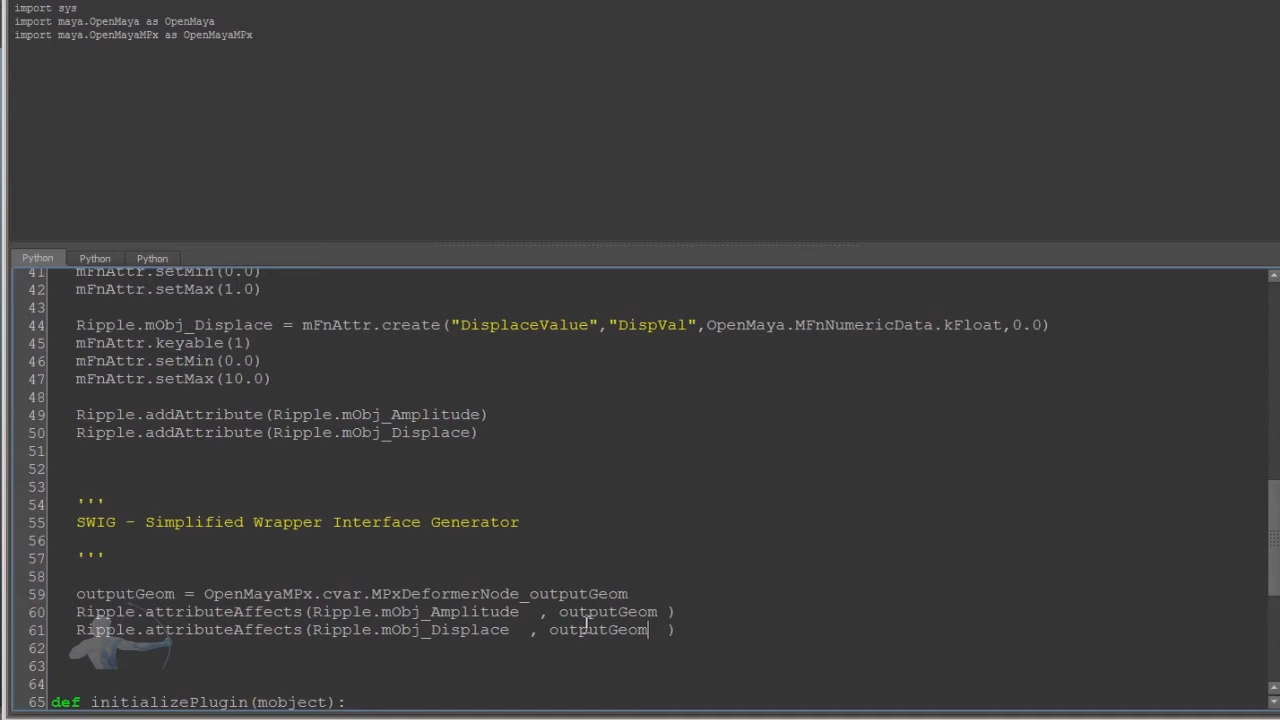 import sys
import maya.OpenMaya as OpenMaya
import maya.OpenMayaMPx as OpenMayaMPx
Python Python Python
41 mFnAttr.setMin(0.0)
42 mFnAttr.setMax(1.0)
43
44 Ripple.mObj_Displace = mFnAttr.create("DisplaceValue","DispVal",OpenMaya.MFnNumericData.kFloat,0.0)
45 mFnAttr.keyable(1)
46 mFnAttr.setMin(0.0)
47 mFnAttr.setMax(10.0)
48
49 Ripple.addAttribute(Ripple.mObj_Amplitude)
50 Ripple.addAttribute(Ripple.mObj_Displace)
51
52
53
54 '''
55 SWIG - Simplified Wrapper Interface Generator
56
57 '''
58
59 outputGeom = OpenMayaMPx.cvar.MPxDeformerNode_outputGeom
60 Ripple.attributeAffects(Ripple.mObj_Amplitude , outputGeom )
61 Ripple.attributeAffects(Ripple.mObj_Displace , outputGeom )
62
63
64
65 def initializePlugin(mobject):